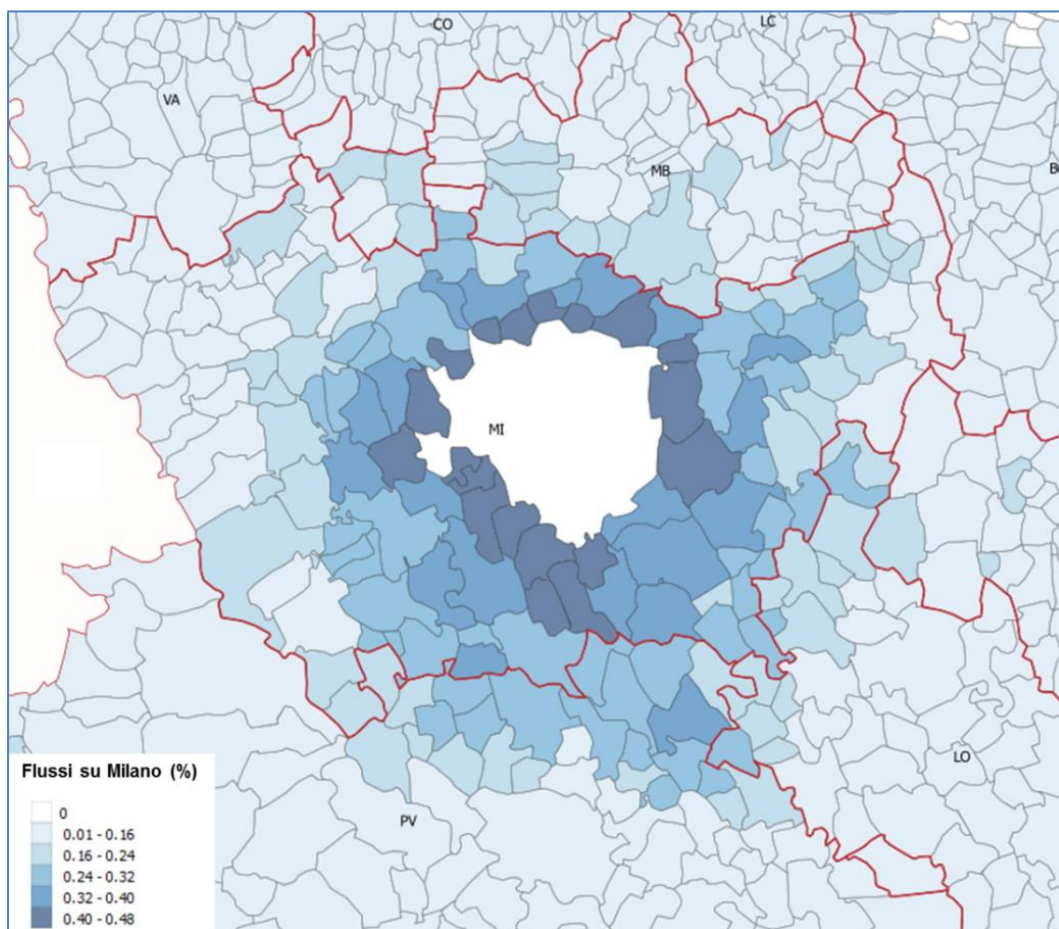 CO
LC
VA
MB
B
MI
LO
PV
Flussi su Milano (%)
0
0.01 - 0.16
0.16 - 0.24
0.24 - 0.32
0.32 - 0.40
0.40 - 0.48